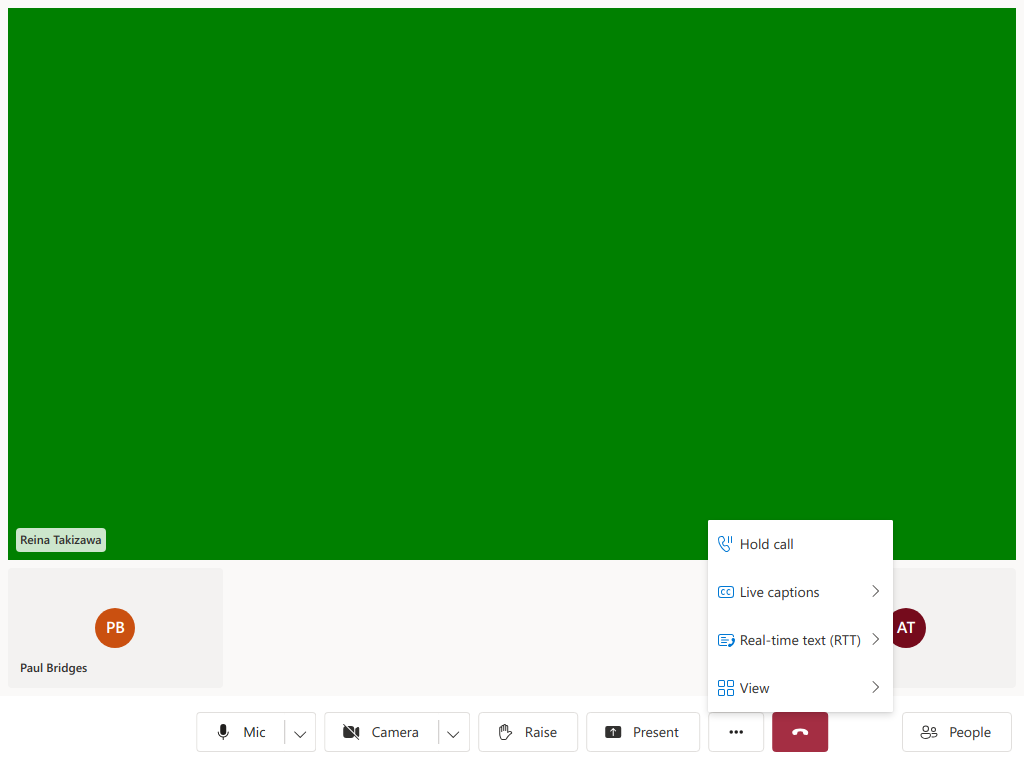 Reina Takizawa
Hold call
Live captions
Real-time text (RTT)
View
PB
Paul Bridges
AT
Mic
Camera
Raise
Present
People